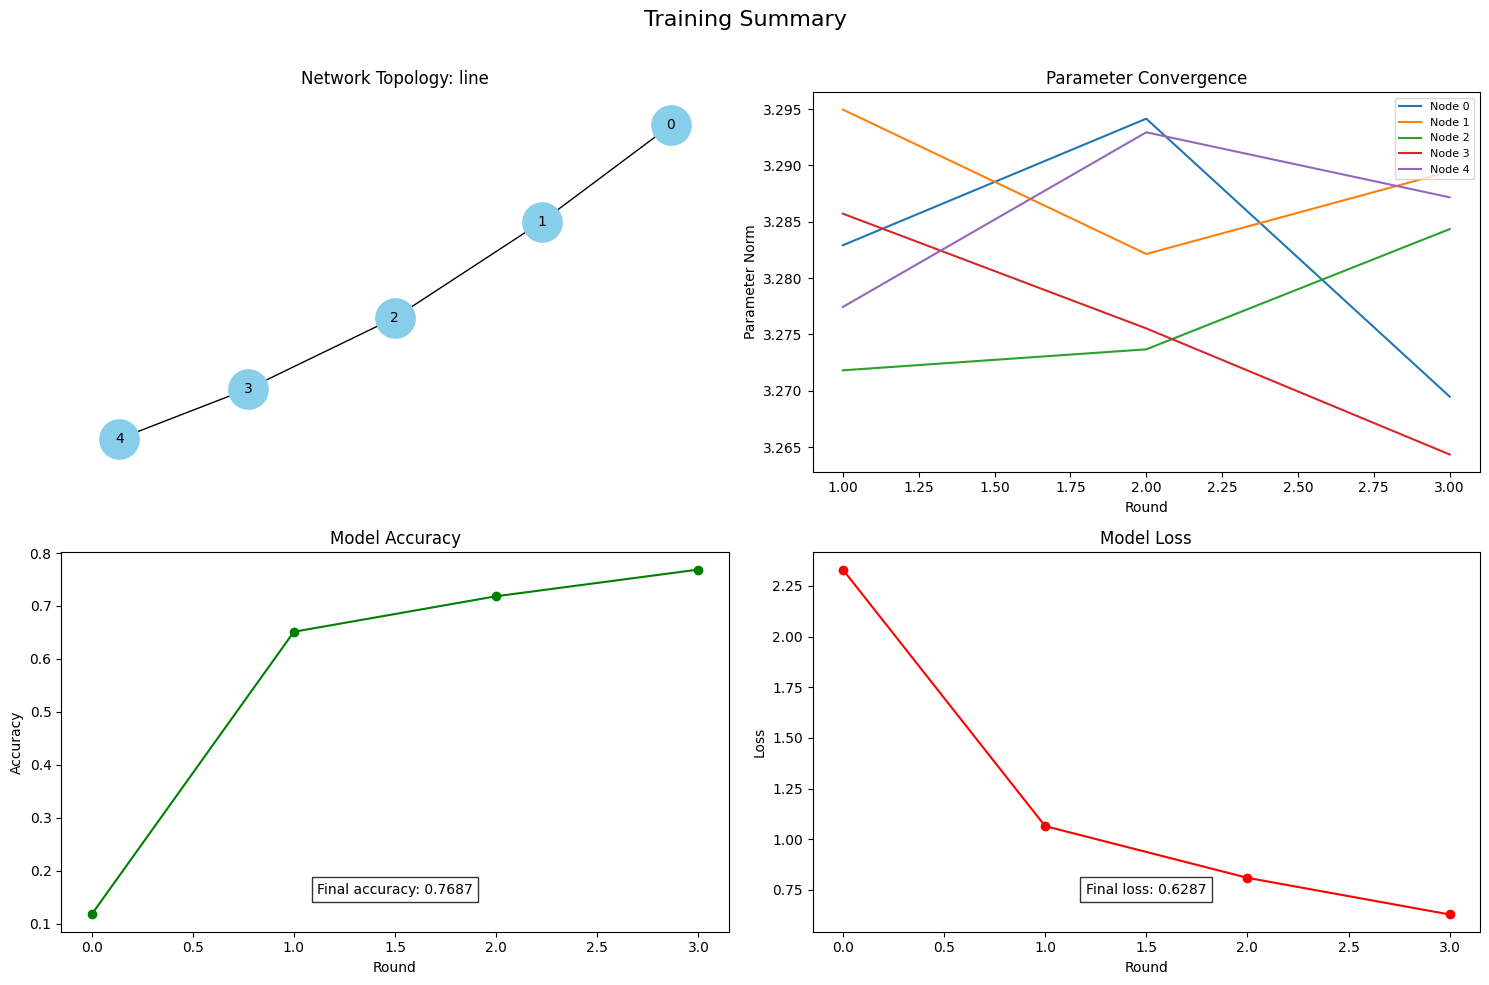 Training Summary
Network Topology: line
0
1
2
3
4
Parameter Convergence
Node 0
Node 1
Node 2
Node 3
Node 4
3.295
3.290
3.285
3.280
3.275
3.270
3.265
Parameter Norm
1.00 1.25 1.50 1.75 2.00 2.25 2.50 2.75 3.00
Round
Model Accuracy
0.8
0.7
0.6
0.5
0.4
0.3
0.2
0.1
Accuracy
Final accuracy: 0.7687
0.0 0.5 1.0 1.5 2.0 2.5 3.0
Round
Model Loss
2.25
2.00
1.75
1.50
1.25
1.00
0.75
Loss
Final loss: 0.6287
0.0 0.5 1.0 1.5 2.0 2.5 3.0
Round